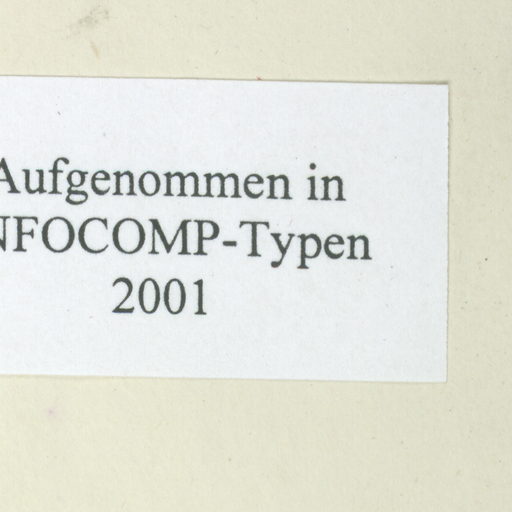 Aufgenommen in
NFOCOMP-Typen
2001